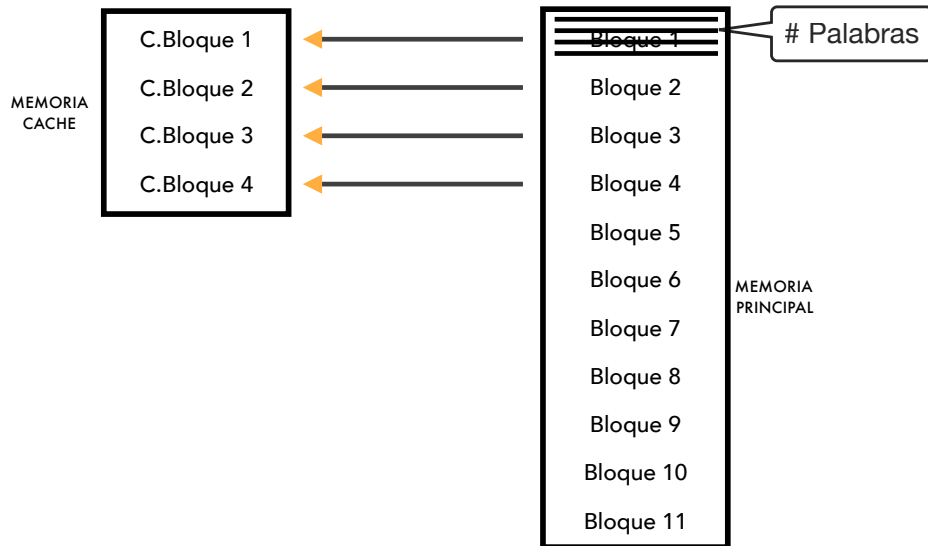 MEMORIA
CACHE
C.Bloque 1
C.Bloque 2
C.Bloque 3
C.Bloque 4
Bloque 1
Bloque 2
Bloque 3
Bloque 4
Bloque 5
Bloque 6
Bloque 7
Bloque 8
Bloque 9
Bloque 10
Bloque 11
# Palabras
MEMORIA
PRINCIPAL